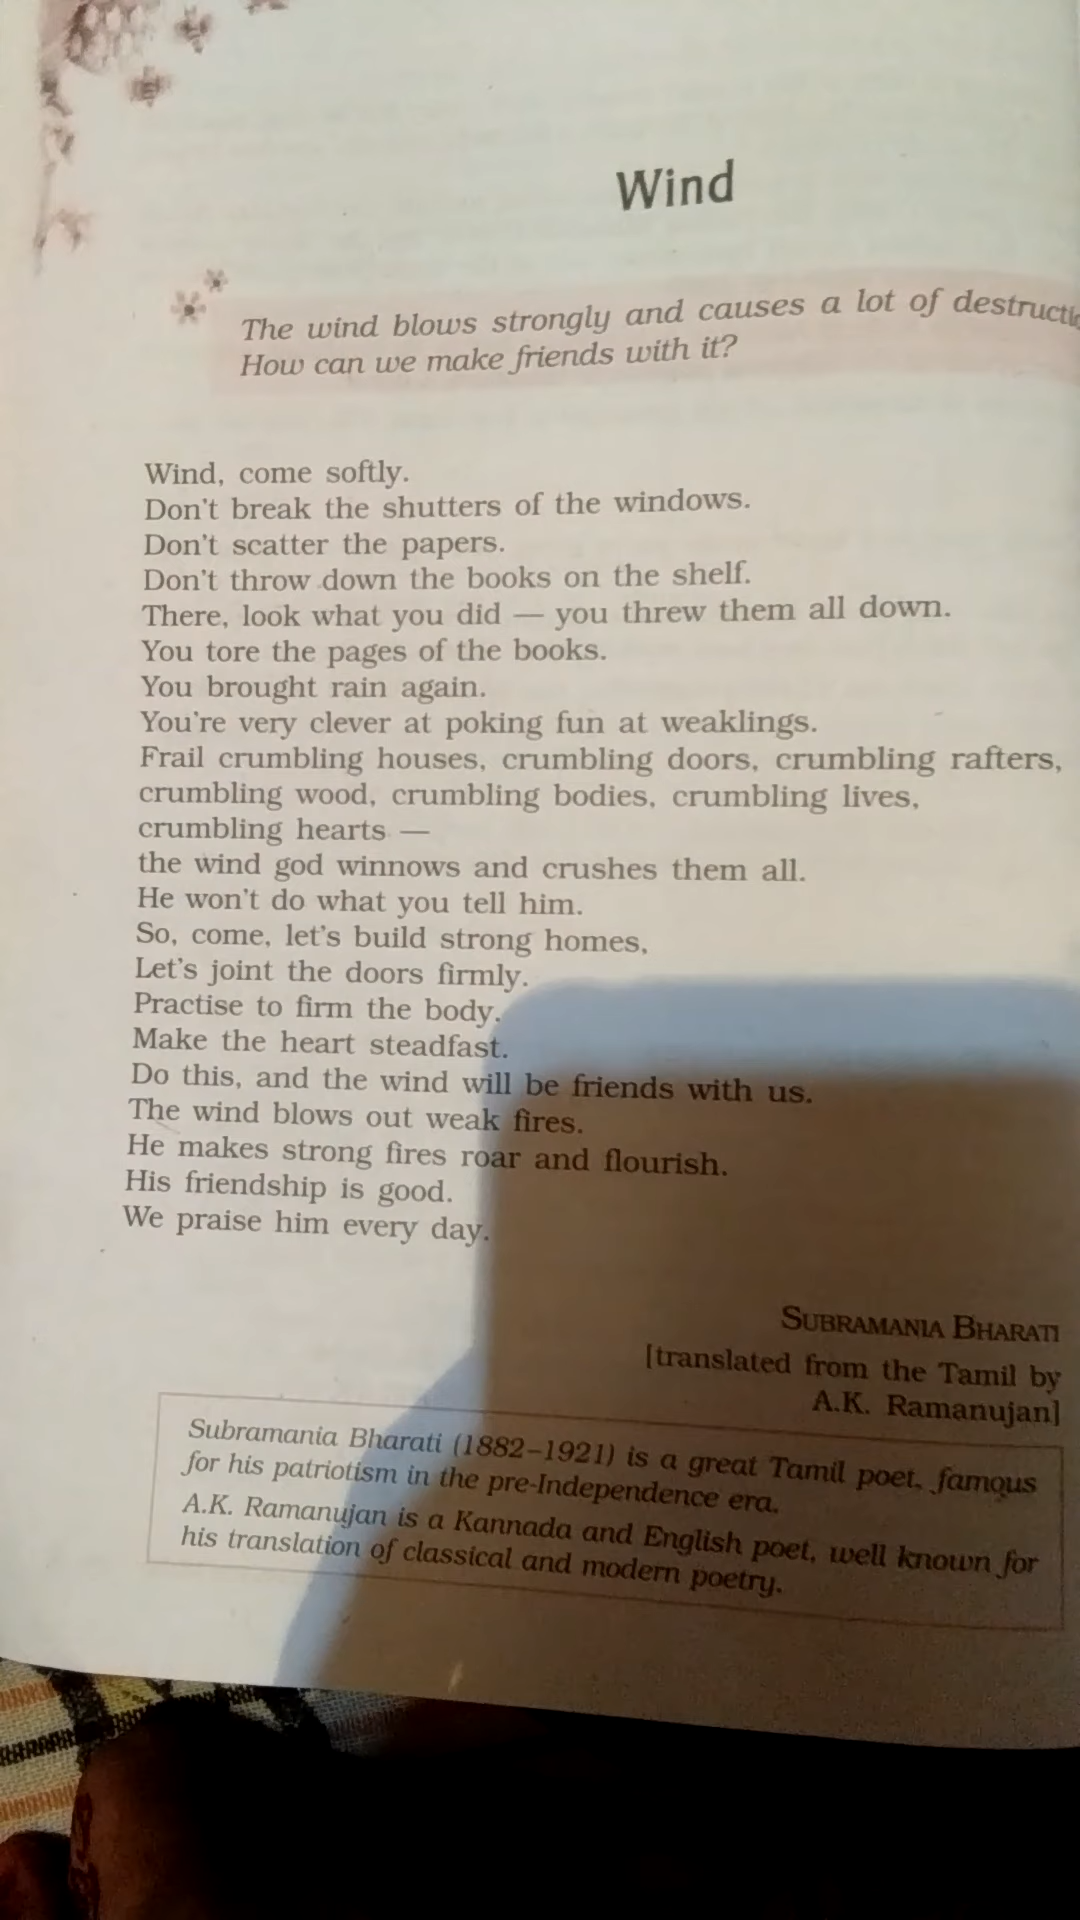 Wind
The wind blows strongly and causes a lot of
How can we make friends with it?
Wind, come softly.
Don't break the shutters of the windows.
Don't scatter the papers.
Don't throw down the books on the shelf.
There, look what you did — you threw them all down.
You tore the pages of the books.
You brought rain again.
You're very clever at poking fun at weaklings.
Frail crumbling houses, crumbling doors, crumbling rafters,
crumbling wood, crumbling bodies, crumbling lives,
crumbling hearts —
the wind god winnows and crushes them all.
He won't do what you tell him.
So, come, let's build strong homes,
Let's joint the doors firmly.
Practise to firm the body.
Make the heart steadfast.
Do this, and the wind will be friends with us.
The wind blows out weak fires.
He makes strong fires roar and flourish.
His friendship is good.
We praise him every day.
SUBRAMANIA BHARATI
[translated from the Tamil by
A.K. Ramanujan]
Subramania Bharati (1882–1921) is a great Tamil poet, famous
for his patriotism in the pre-Independence era.
A.K. Ramanujan is a Kannada and English poet, well known for
his translation of classical and modern poetry.